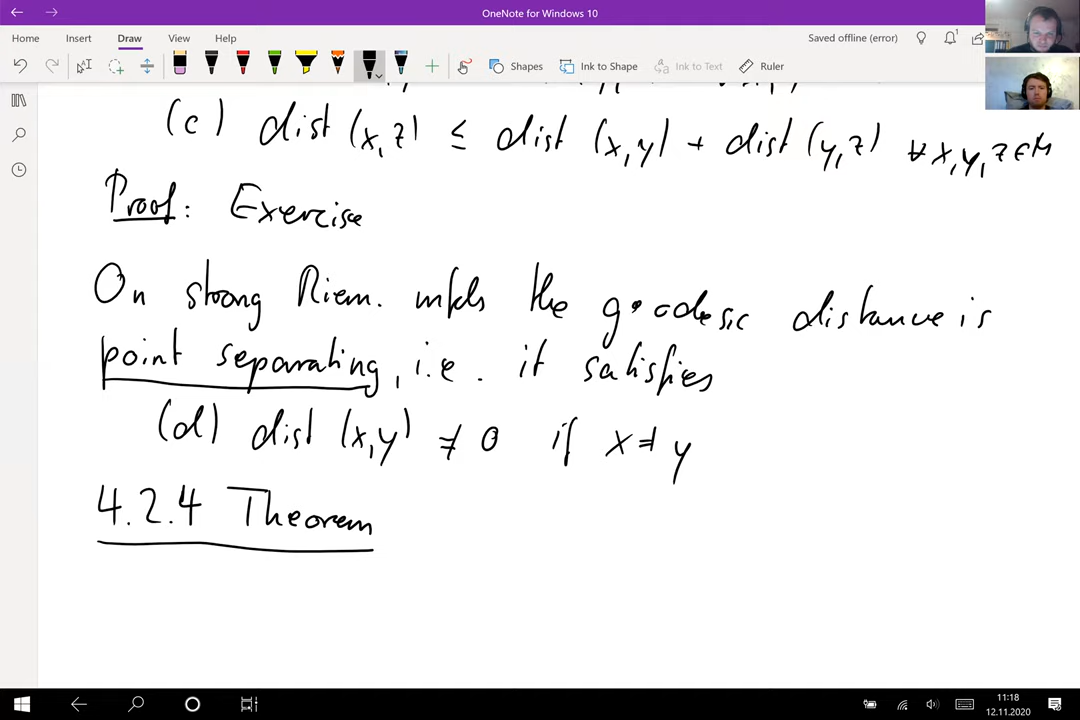 OneNote for Windows 10
Home Insert Draw View Help
Saved offline (error)
Shapes Ink to Shape Ink to Text Ruler
(c) dist (x,z) ≤ dist (x,y) + dist (y,z) ∀ x,y,z ∈ M
Proof: Exercise
On strong Riem. mfds the geodesic distance is
point separating, i.e. it satisfies
(d) dist (x,y) ≠ 0 if x ≠ y
4.2.4 Theorem
11:18
12.11.2020